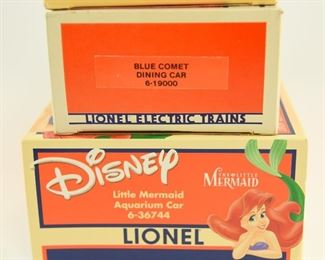 BLUE COMET
DINING CAR
6-19000
LIONEL ELECTRIC TRAINS
DISNEY
THE LITTLE
MERMAID
Little Mermaid
Aquarium Car
6-36744
LIONEL